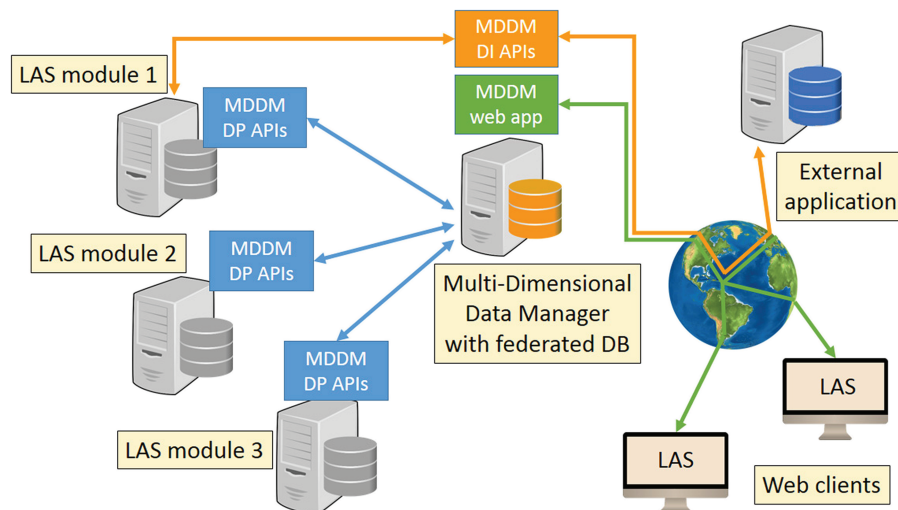 MDDM
DI APIs
LAS module 1
MDDM
DP APIs
MDDM
web app
External
application
LAS module 2
MDDM
DP APIs
Multi-Dimensional
Data Manager
with federated DB
MDDM
DP APIs
LAS module 3
LAS
LAS
Web clients